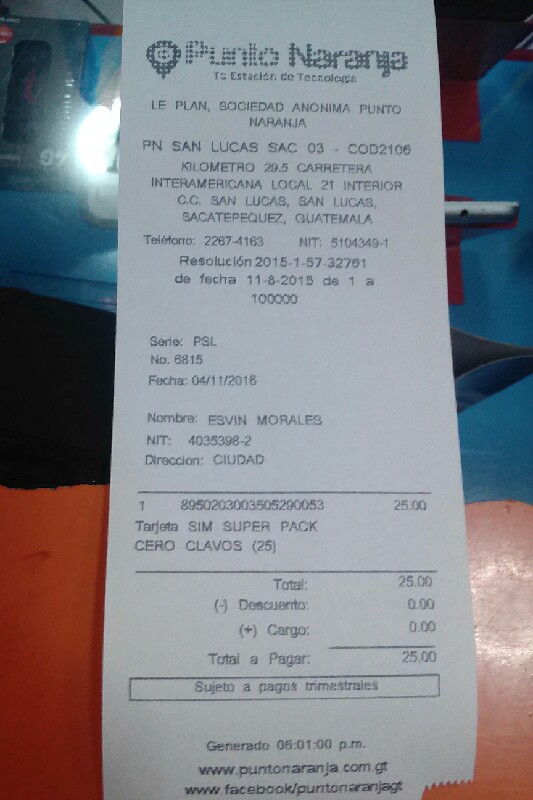 Punto Naranja
Tu Estación de Tecnología
LE PLAN, SOCIEDAD ANONIMA PUNTO
NARANJA
PN SAN LUCAS SAC 03 - COD2106
KILOMETRO 29.5 CARRETERA
INTERAMERICANA LOCAL 21 INTERIOR
C.C. SAN LUCAS, SAN LUCAS,
SACATEPEQUEZ, GUATEMALA
Teléfono: 2267-4163 NIT: 5104349-1
Resolución 2015-1-57-32761
de fecha 11-8-2015 de 1 a
100000
Serie: PSL
No. 6815
Fecha: 04/11/2016
Nombre: ESVIN MORALES
NIT: 4035398-2
Direccion: CIUDAD
1 8950203003505290053 25.00
Tarjeta SIM SUPER PACK
CERO CLAVOS (25)
Total: 25.00
(-) Descuento: 0.00
(+) Cargo: 0.00
Total a Pagar: 25.00
Sujeto a pagos trimestrales
Generado 06:01:00 p.m.
www.puntonaranja.com.gt
www.facebook/puntonaranjagt